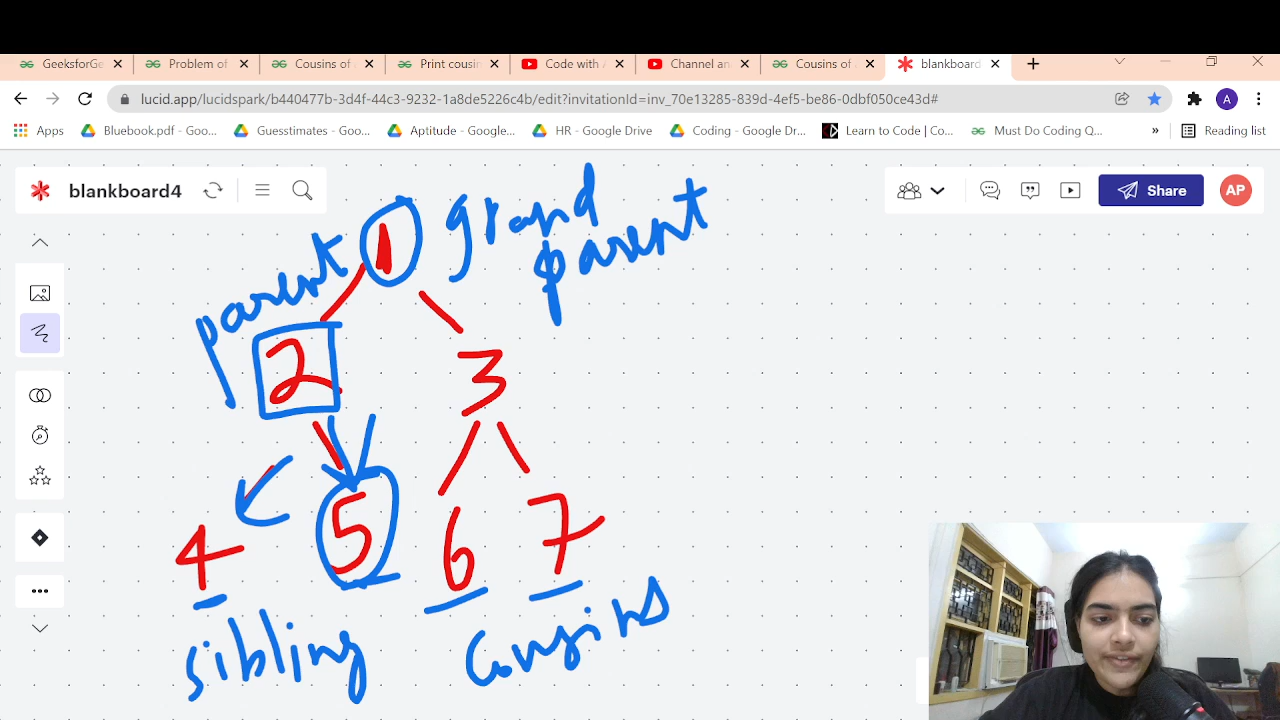 GeeksforGe
Problem of
Cousins of
Print cousin
Code with
Channel an
Cousins of
blankboard
lucid.app/lucidspark/b440477b-3d4f-44c3-9232-1a8de5226c4b/edit?invitationId=inv_70e13285-839d-4ef5-be86-0dbf050ce43d#
A
Apps
Bluebook.pdf - Goo...
Guesstimates - Goo...
Aptitude - Google...
HR - Google Drive
Coding - Google Dr...
Learn to Code | Co...
Must Do Coding Q...
»
Reading list
blankboard4
Share
AP
1
grand
parent
parent
2
3
4
5
6
7
sibling
Cousins